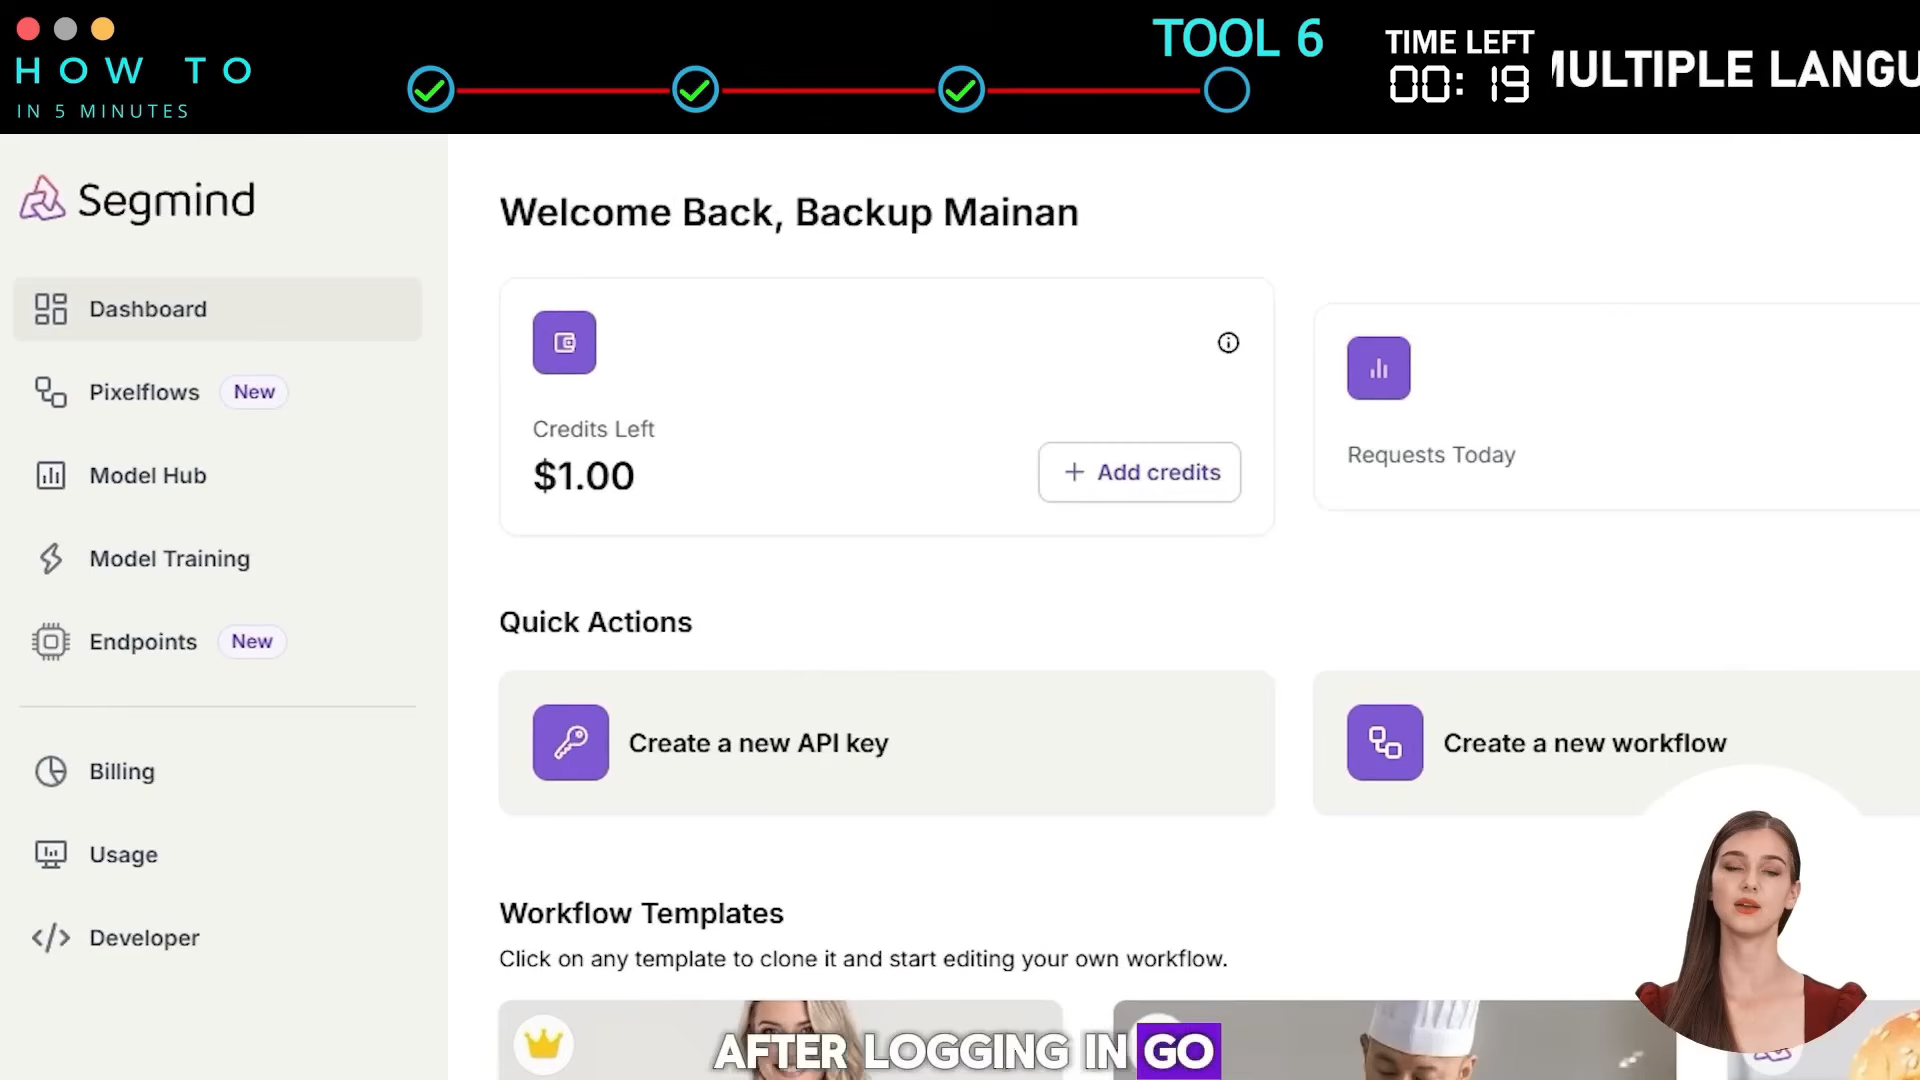 HOW TO
IN 5 MINUTES
TOOL 6
TIME LEFT
00: 19
MULTIPLE LANGU
Segmind
Dashboard
Pixelflows New
Model Hub
Model Training
Endpoints New
Billing
Usage
Developer
Welcome Back, Backup Mainan
Credits Left
$1.00
Add credits
Requests Today
Quick Actions
Create a new API key
Create a new workflow
Workflow Templates
Click on any template to clone it and start editing your own workflow.
AFTER LOGGING IN GO